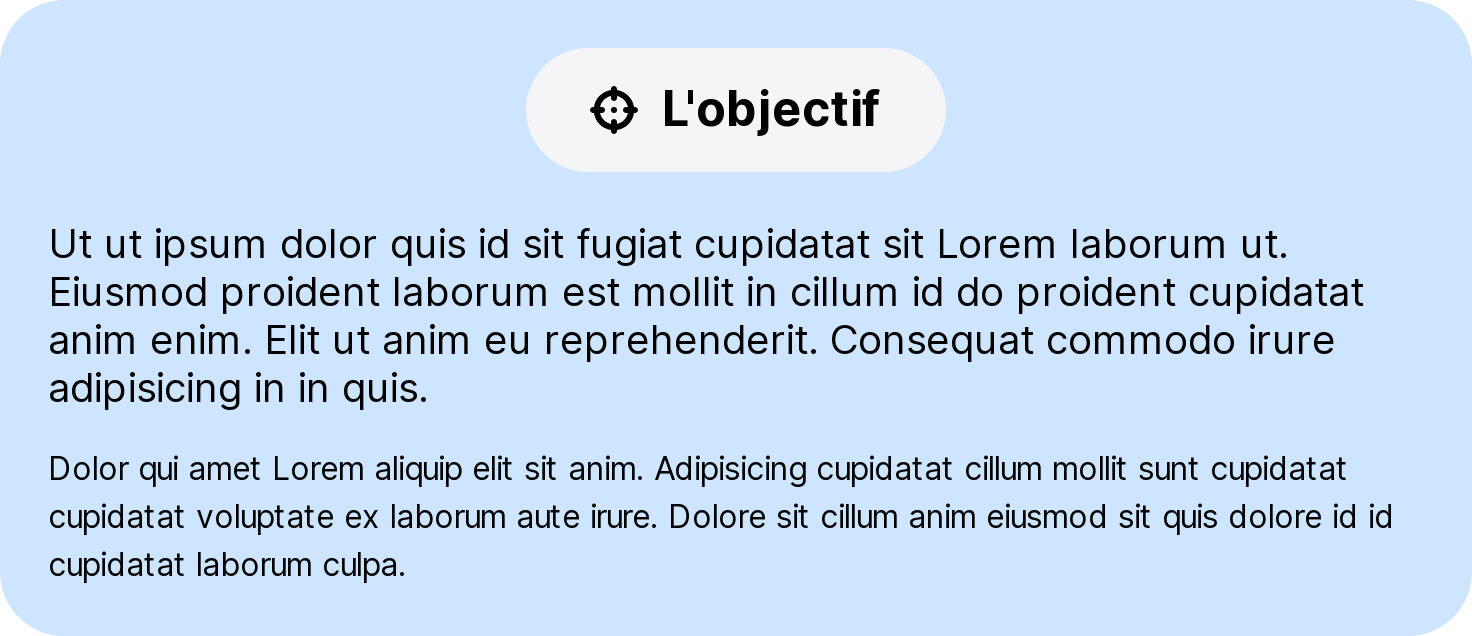 L'objectif
Ut ut ipsum dolor quis id sit fugiat cupidatat sit Lorem laborum ut.
Eiusmod proident laborum est mollit in cillum id do proident cupidatat
anim enim. Elit ut anim eu reprehenderit. Consequat commodo irure
adipisicing in in quis.
Dolor qui amet Lorem aliquip elit sit anim. Adipisicing cupidatat cillum mollit sunt cupidatat
cupidatat voluptate ex laborum aute irure. Dolore sit cillum anim eiusmod sit quis dolore id id
cupidatat laborum culpa.